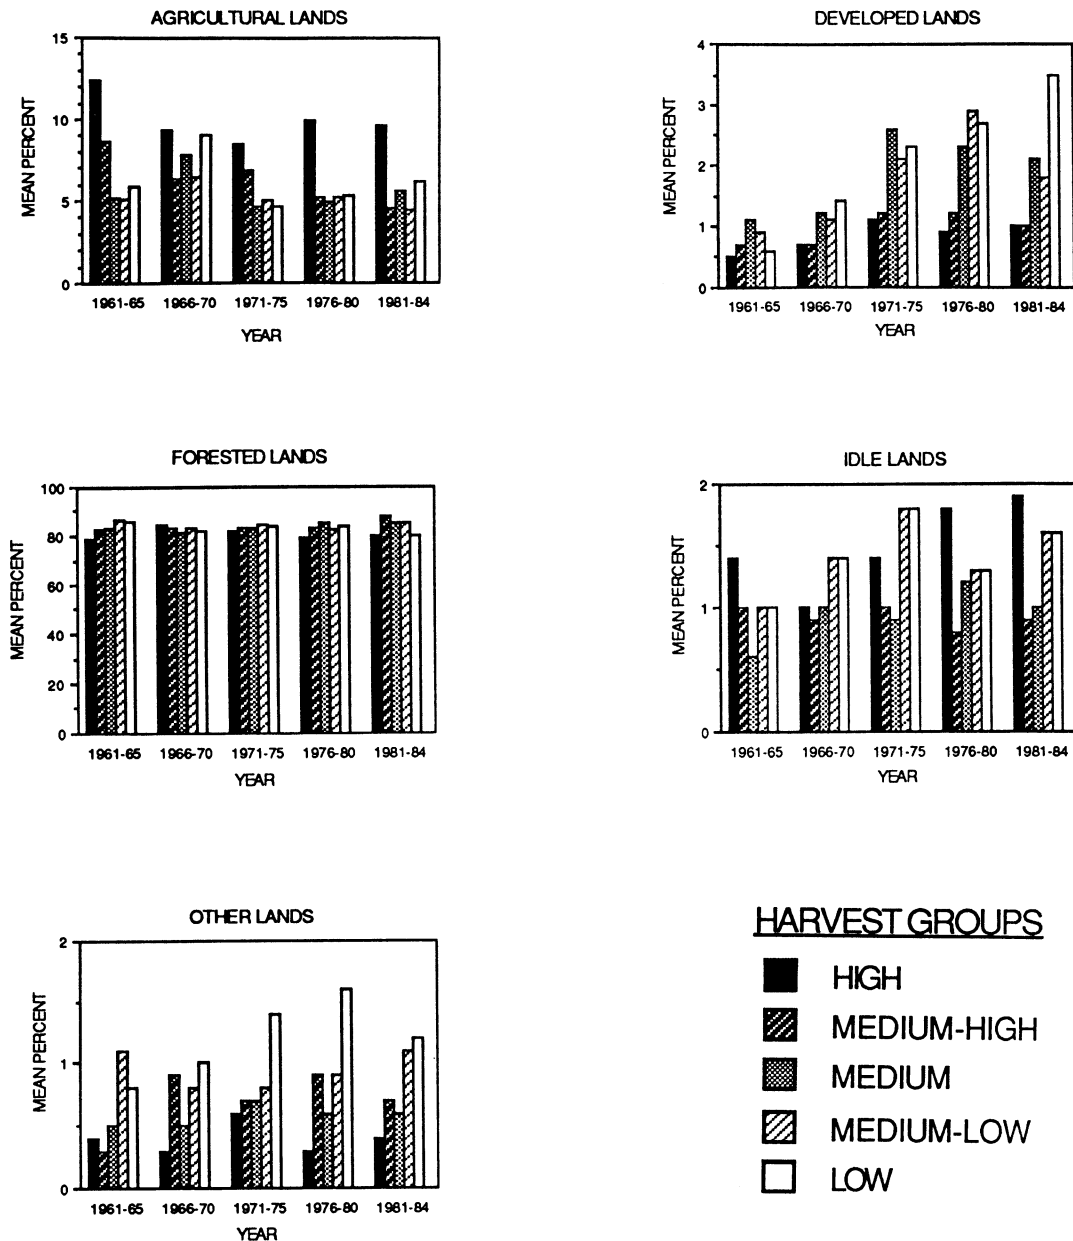 AGRICULTURAL LANDS
15
10
5
0
MEAN PERCENT
1961-65 1966-70 1971-75 1976-80 1981-84
YEAR
DEVELOPED LANDS
4
3
2
1
0
MEAN PERCENT
1961-65 1966-70 1971-75 1976-80 1981-84
YEAR
FORESTED LANDS
100
80
60
40
20
0
MEAN PERCENT
1961-65 1966-70 1971-75 1976-80 1981-84
YEAR
IDLE LANDS
2
1
0
MEAN PERCENT
1961-65 1966-70 1971-75 1976-80 1981-84
YEAR
OTHER LANDS
2
1
0
MEAN PERCENT
1961-65 1966-70 1971-75 1976-80 1981-84
YEAR
HARVEST GROUPS
HIGH
MEDIUM-HIGH
MEDIUM
MEDIUM-LOW
LOW